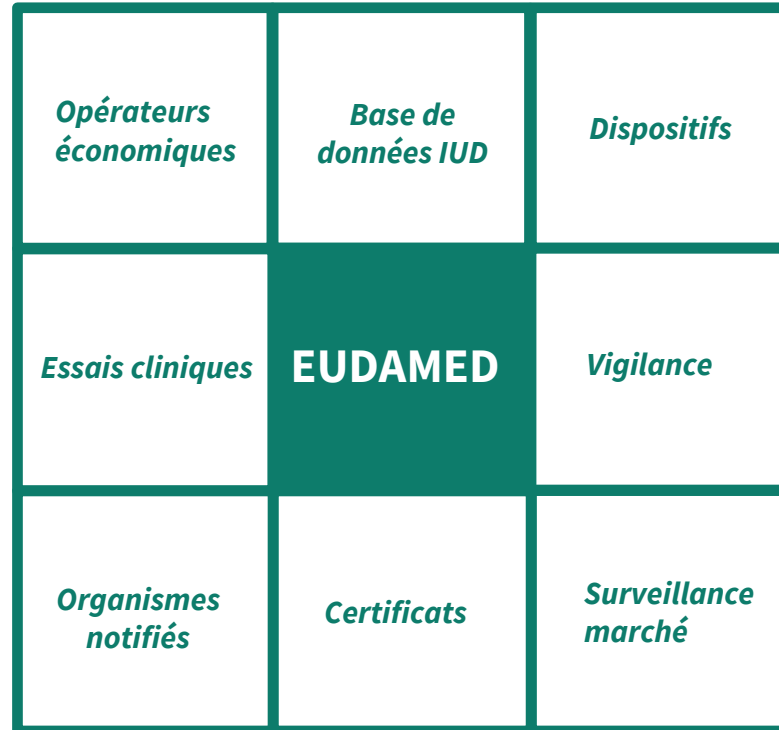 Opérateurs
économiques
Base de
données IUD
Dispositifs
Essais cliniques
EUDAMED
Vigilance
Organismes
notifiés
Certificats
Surveillance
marché